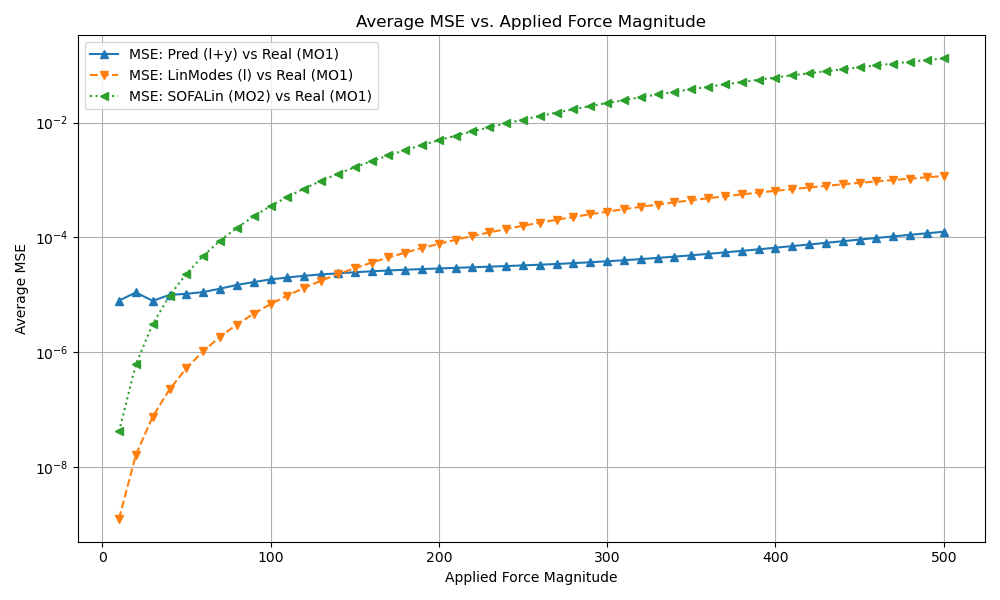 Average MSE vs. Applied Force Magnitude
MSE: Pred (l+y) vs Real (MO1)
MSE: LinModes (l) vs Real (MO1)
MSE: SOFALin (MO2) vs Real (MO1)
Average MSE
10⁻²
10⁻⁴
10⁻⁶
10⁻⁸
0 100 200 300 400 500
Applied Force Magnitude